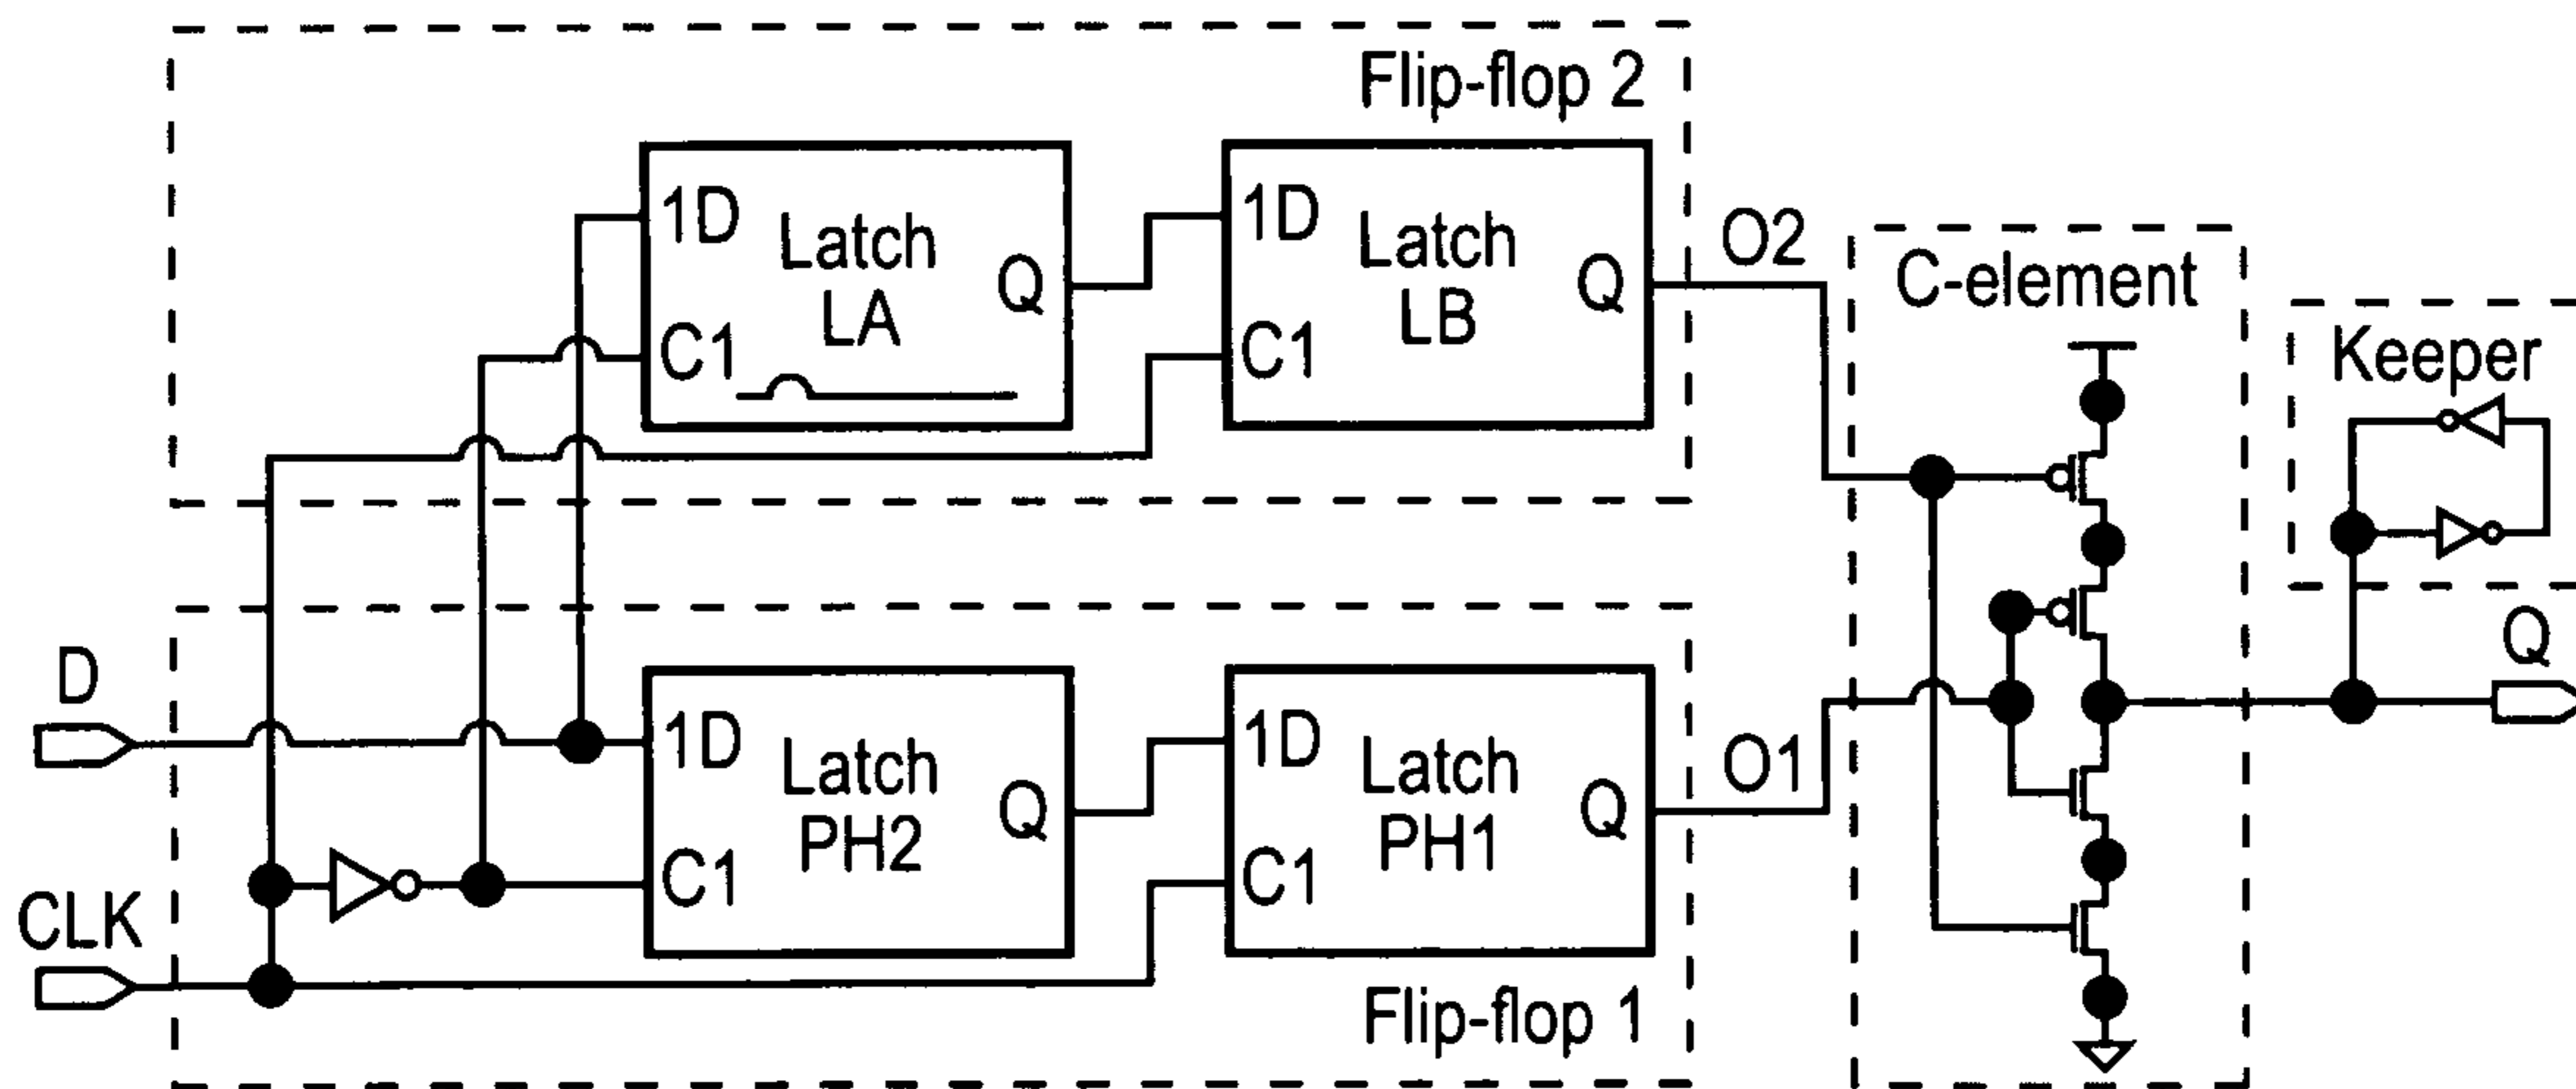 Flip-flop 2
1D
Latch
LA
Q
C1
1D
Latch
LB
Q
C1
O2
C-element
Keeper
D
CLK
1D
Latch
PH2
Q
C1
1D
Latch
PH1
Q
C1
O1
Q
Flip-flop 1